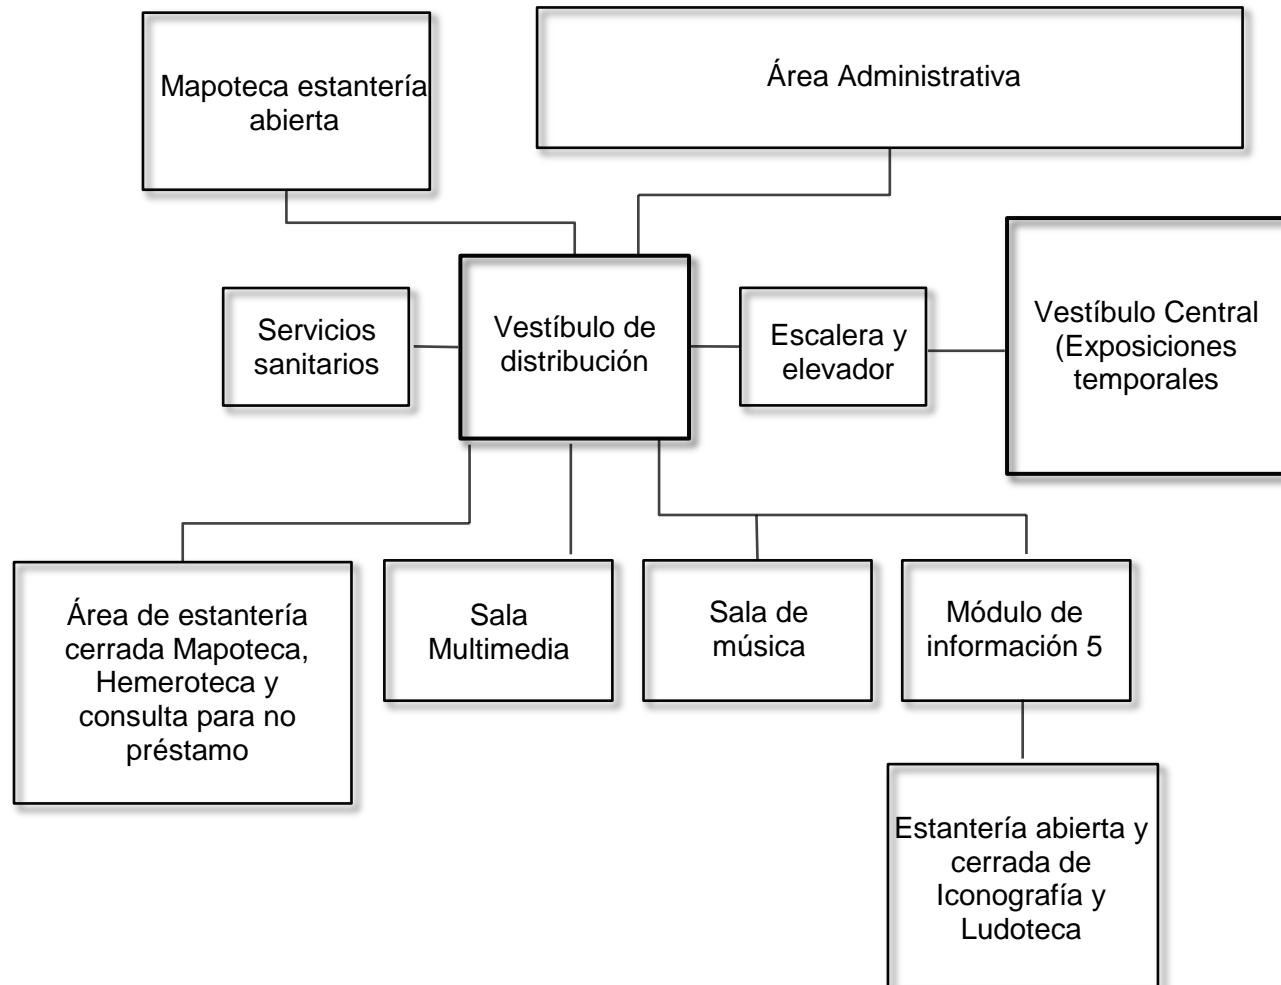 Mapoteca estantería
abierta
Área Administrativa
Servicios
sanitarios
Vestíbulo de
distribución
Escalera y
elevador
Vestíbulo Central
(Exposiciones
temporales
Área de estantería
cerrada Mapoteca,
Hemeroteca y
consulta para no
préstamo
Sala
Multimedia
Sala de
música
Módulo de
información 5
Estantería abierta y
cerrada de
Iconografía y
Ludoteca